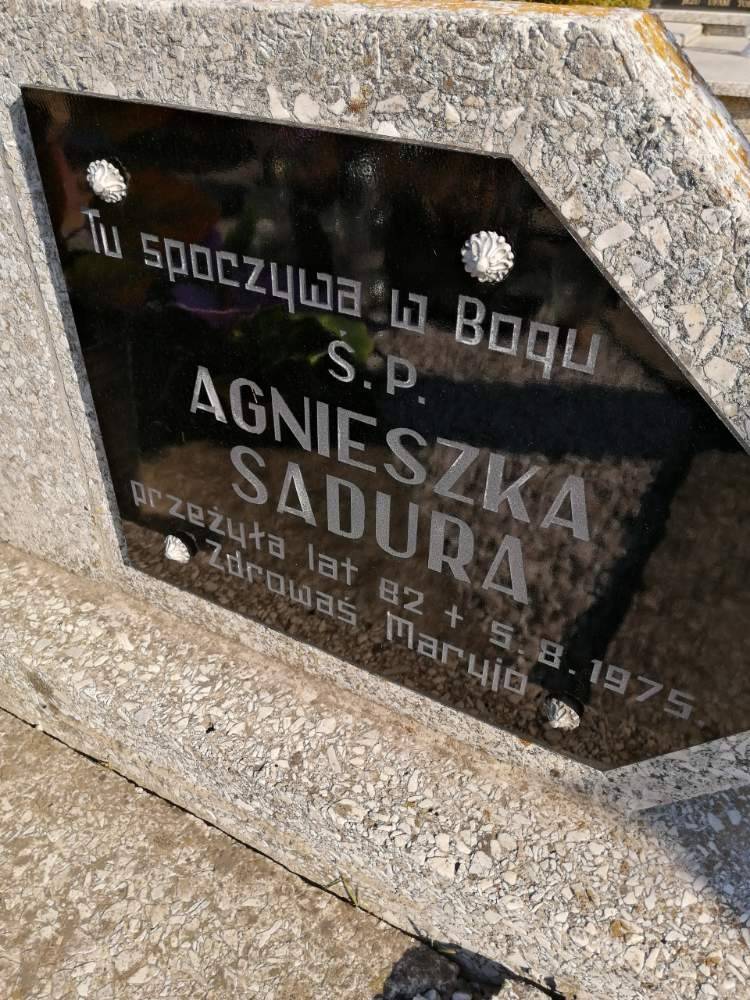 Tu spoczywa w Bogu
Ś.P.
AGNIESZKA
SADURA
przeżyła lat 82 + 5.8.1975.
Zdrowaś Maryjo